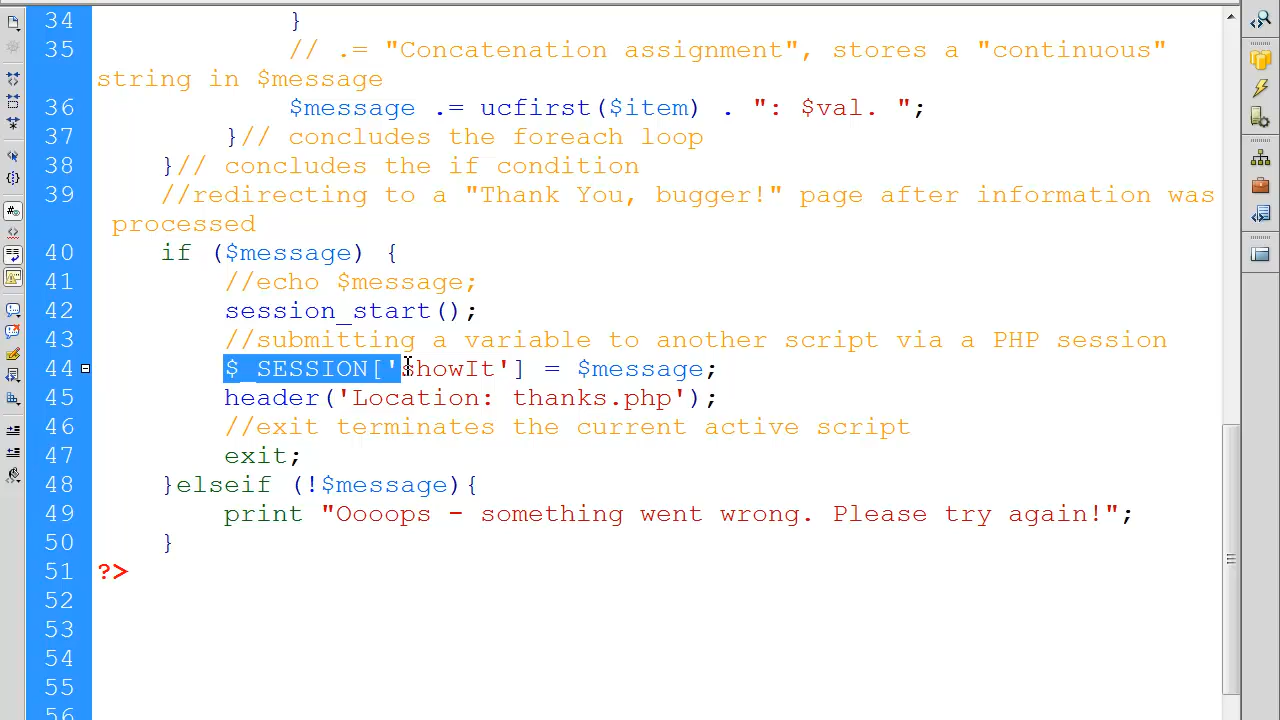 34 }
35 // .= "Concatenation assignment", stores a "continuous"
string in $message
36 $message .= ucfirst($item) . ": $val. ";
37 }// concludes the foreach loop
38 }// concludes the if condition
39 //redirecting to a "Thank You, bugger!" page after information was
processed
40 if ($message) {
41 //echo $message;
42 session_start();
43 //submitting a variable to another script via a PHP session
44 $_SESSION['showIt'] = $message;
45 header('Location: thanks.php');
46 //exit terminates the current active script
47 exit;
48 }elseif (!$message){
49 print "Oooops - something went wrong. Please try again!";
50 }
51 ?>
52
53
54
55
56